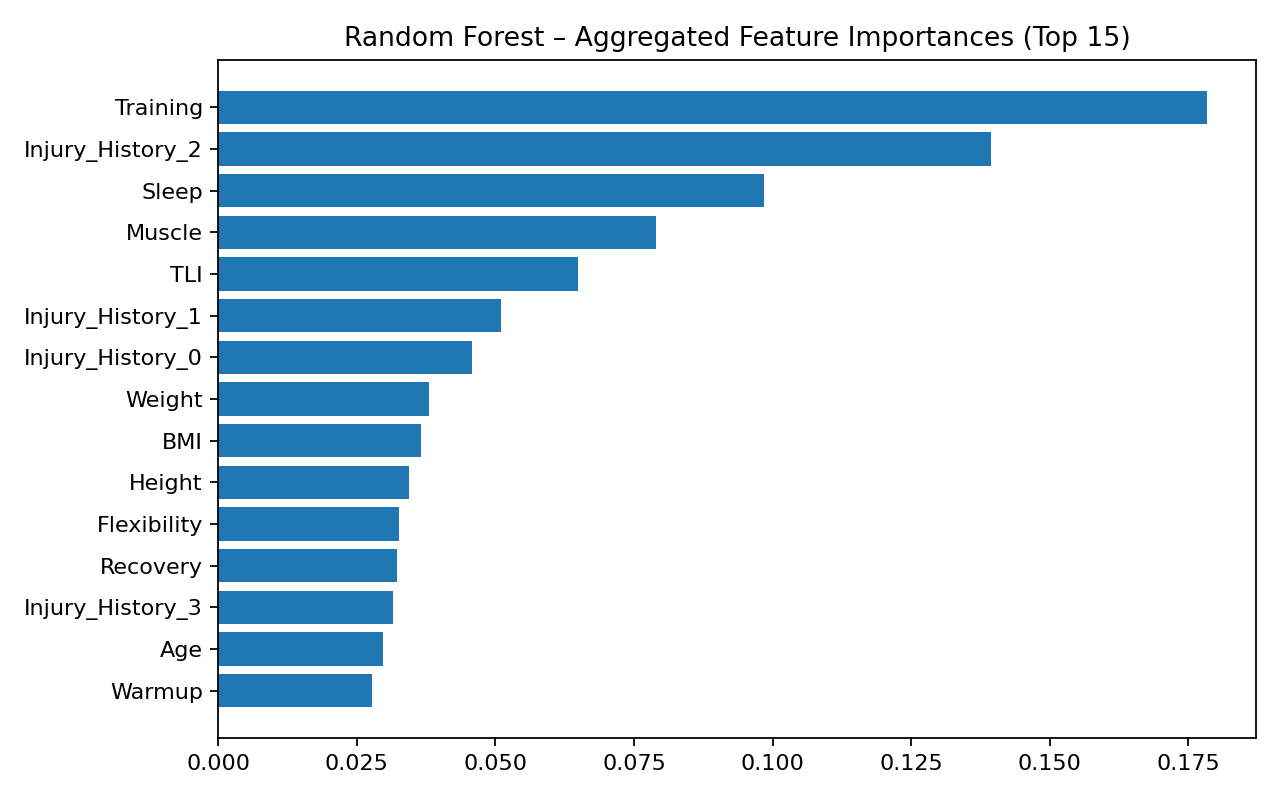 Random Forest – Aggregated Feature Importances (Top 15)
Training
Injury_History_2
Sleep
Muscle
TLI
Injury_History_1
Injury_History_0
Weight
BMI
Height
Flexibility
Recovery
Injury_History_3
Age
Warmup
0.000 0.025 0.050 0.075 0.100 0.125 0.150 0.175